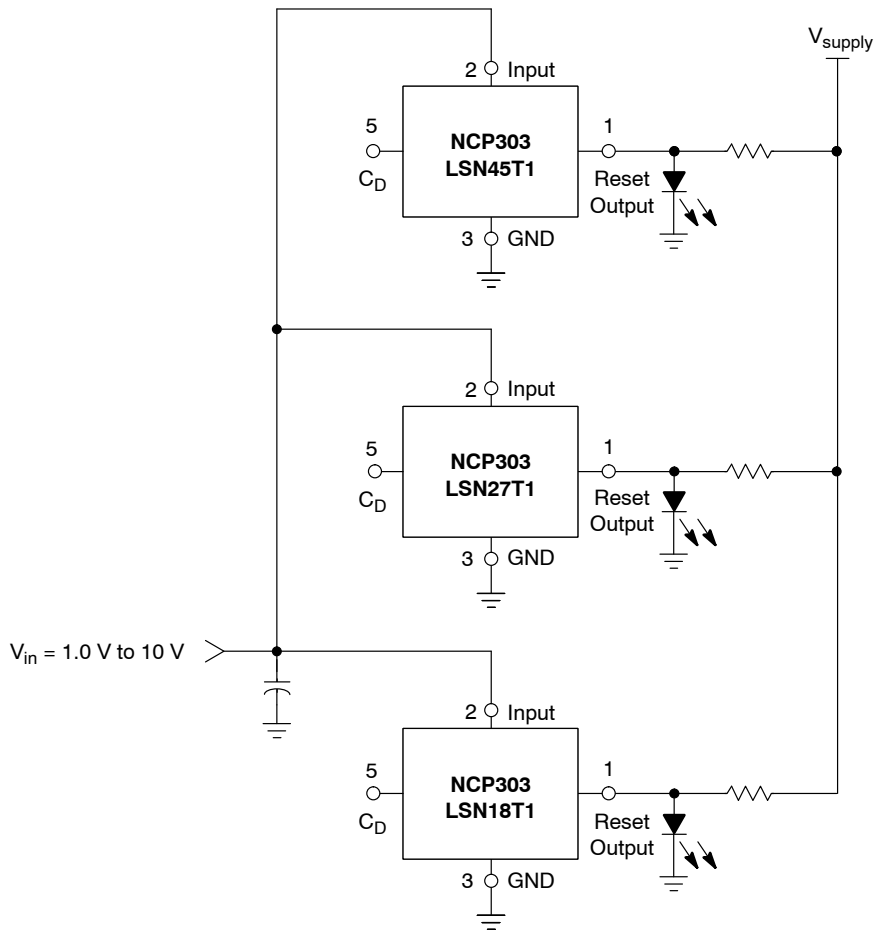 V_supply
2 Input
5
C_D
NCP303
LSN45T1
1
Reset
Output
3 GND
2 Input
5
C_D
NCP303
LSN27T1
1
Reset
Output
3 GND
V_in = 1.0 V to 10 V
2 Input
5
C_D
NCP303
LSN18T1
1
Reset
Output
3 GND